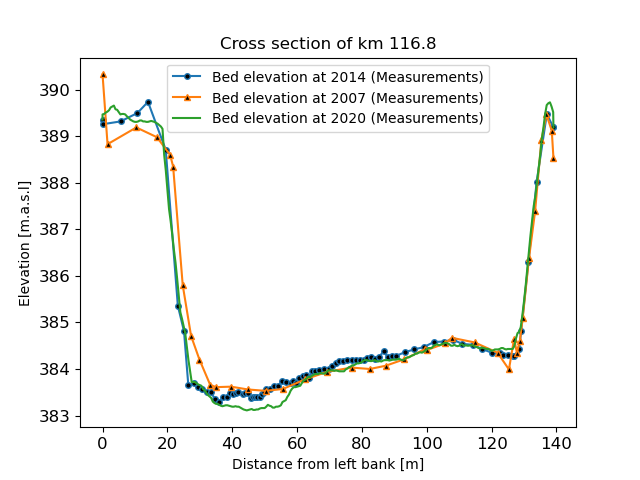 Cross section of km 116.8
Bed elevation at 2014 (Measurements)
Bed elevation at 2007 (Measurements)
Bed elevation at 2020 (Measurements)
Elevation [m.a.s.l]
390
389
388
387
386
385
384
383
0 20 40 60 80 100 120 140
Distance from left bank [m]